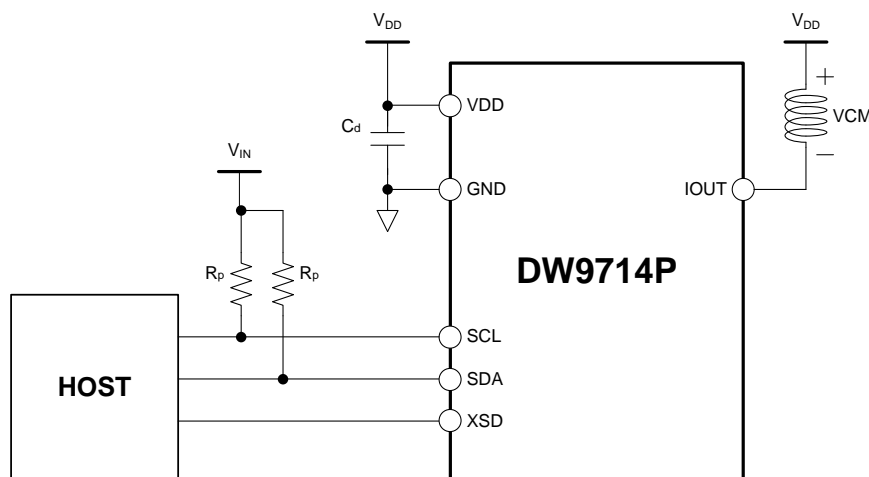 VDD
VDD
VDD
Cd
+
VCM
−
VIN
GND
IOUT
DW9714P
Rp
Rp
SCL
HOST
SDA
XSD